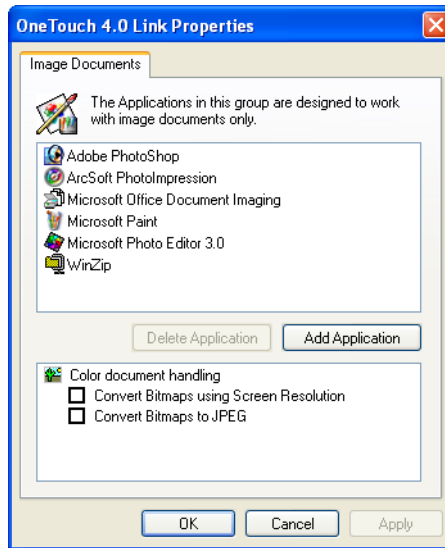 OneTouch 4.0 Link Properties
Image Documents
The Applications in this group are designed to work
with image documents only.
Adobe PhotoShop
ArcSoft PhotoImpression
Microsoft Office Document Imaging
Microsoft Paint
Microsoft Photo Editor 3.0
WinZip
Delete Application
Add Application
Color document handling
Convert Bitmaps using Screen Resolution
Convert Bitmaps to JPEG
OK
Cancel
Apply